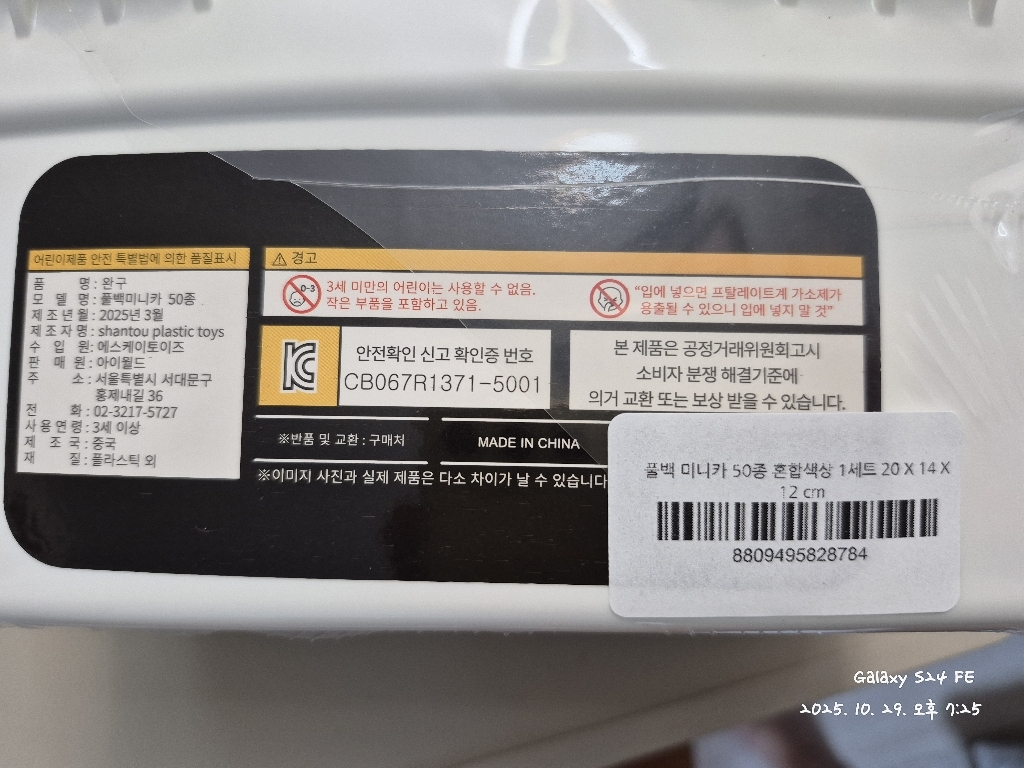 어린이제품 안전 특별법에 의한 품질표시
품 명 : 완구
모 델 명 : 풀백미니카 50종
제 조 년 월 : 2025년 3월
제 조 자 명 : shantou plastic toys
수 입 원 : 에스케이토이즈
판 매 원 : 아이월드
주 소 : 서울특별시 서대문구
홍제내길 36
전 화 : 02-3217-5727
사 용 연 령 : 3세 이상
제 조 국 : 중국
재 질 : 플라스틱 외
⚠ 경고
0-3
3세 미만의 어린이는 사용할 수 없음.
작은 부품을 포함하고 있음.
“입에 넣으면 프탈레이트계 가소제가
용출될 수 있으니 입에 넣지 말 것”
KC
안전확인 신고 확인증 번호
CB067R1371-5001
본 제품은 공정거래위원회고시
소비자 분쟁 해결기준에
의거 교환 또는 보상 받을 수 있습니다.
※반품 및 교환 : 구매처
MADE IN CHINA
※이미지 사진과 실제 제품은 다소 차이가 날 수 있습니다
풀백 미니카 50종 혼합색상 1세트 20 X 14 X
12 cm
8809495828784
Galaxy S24 FE
2025. 10. 29. 오후 7:25